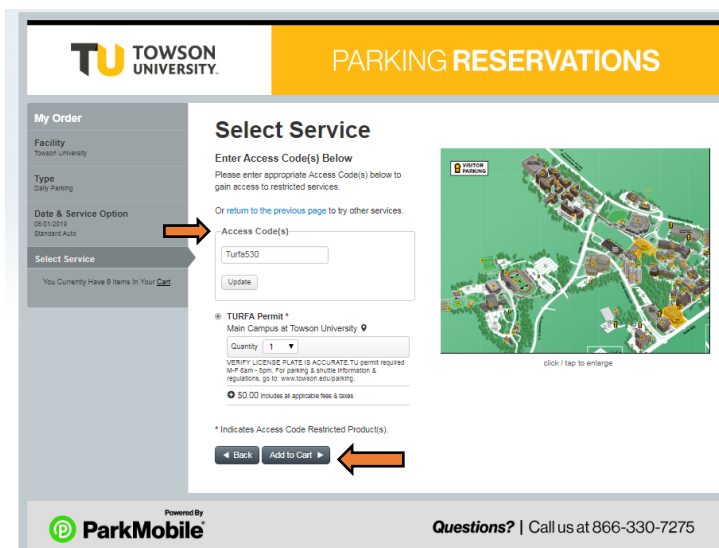 TU TOWSON
UNIVERSITY.
PARKING RESERVATIONS
My Order
Facility
Towson University
Type
Daily Parking
Date & Service Option
05/01/2019
Standard Auto
Select Service
You Currently Have 0 Items In Your Cart.
Select Service
Enter Access Code(s) Below
Please enter appropriate Access Code(s) below to
gain access to restricted services.
Or return to the previous page to try other services.
Access Code(s)
Turfa530
Update
TURFA Permit *
Main Campus at Towson University
Quantity 1
VERIFY LICENSE PLATE IS ACCURATE.TU permit required
M-F 6am - 8pm. For parking & shuttle information &
regulations, go to: www.towson.edu/parking.
$0.00 includes all applicable fees & taxes
* Indicates Access Code Restricted Product(s).
Back
Add to Cart
VISITOR
PARKING
click / tap to enlarge
Powered By
ParkMobile
Questions? | Call us at 866-330-7275